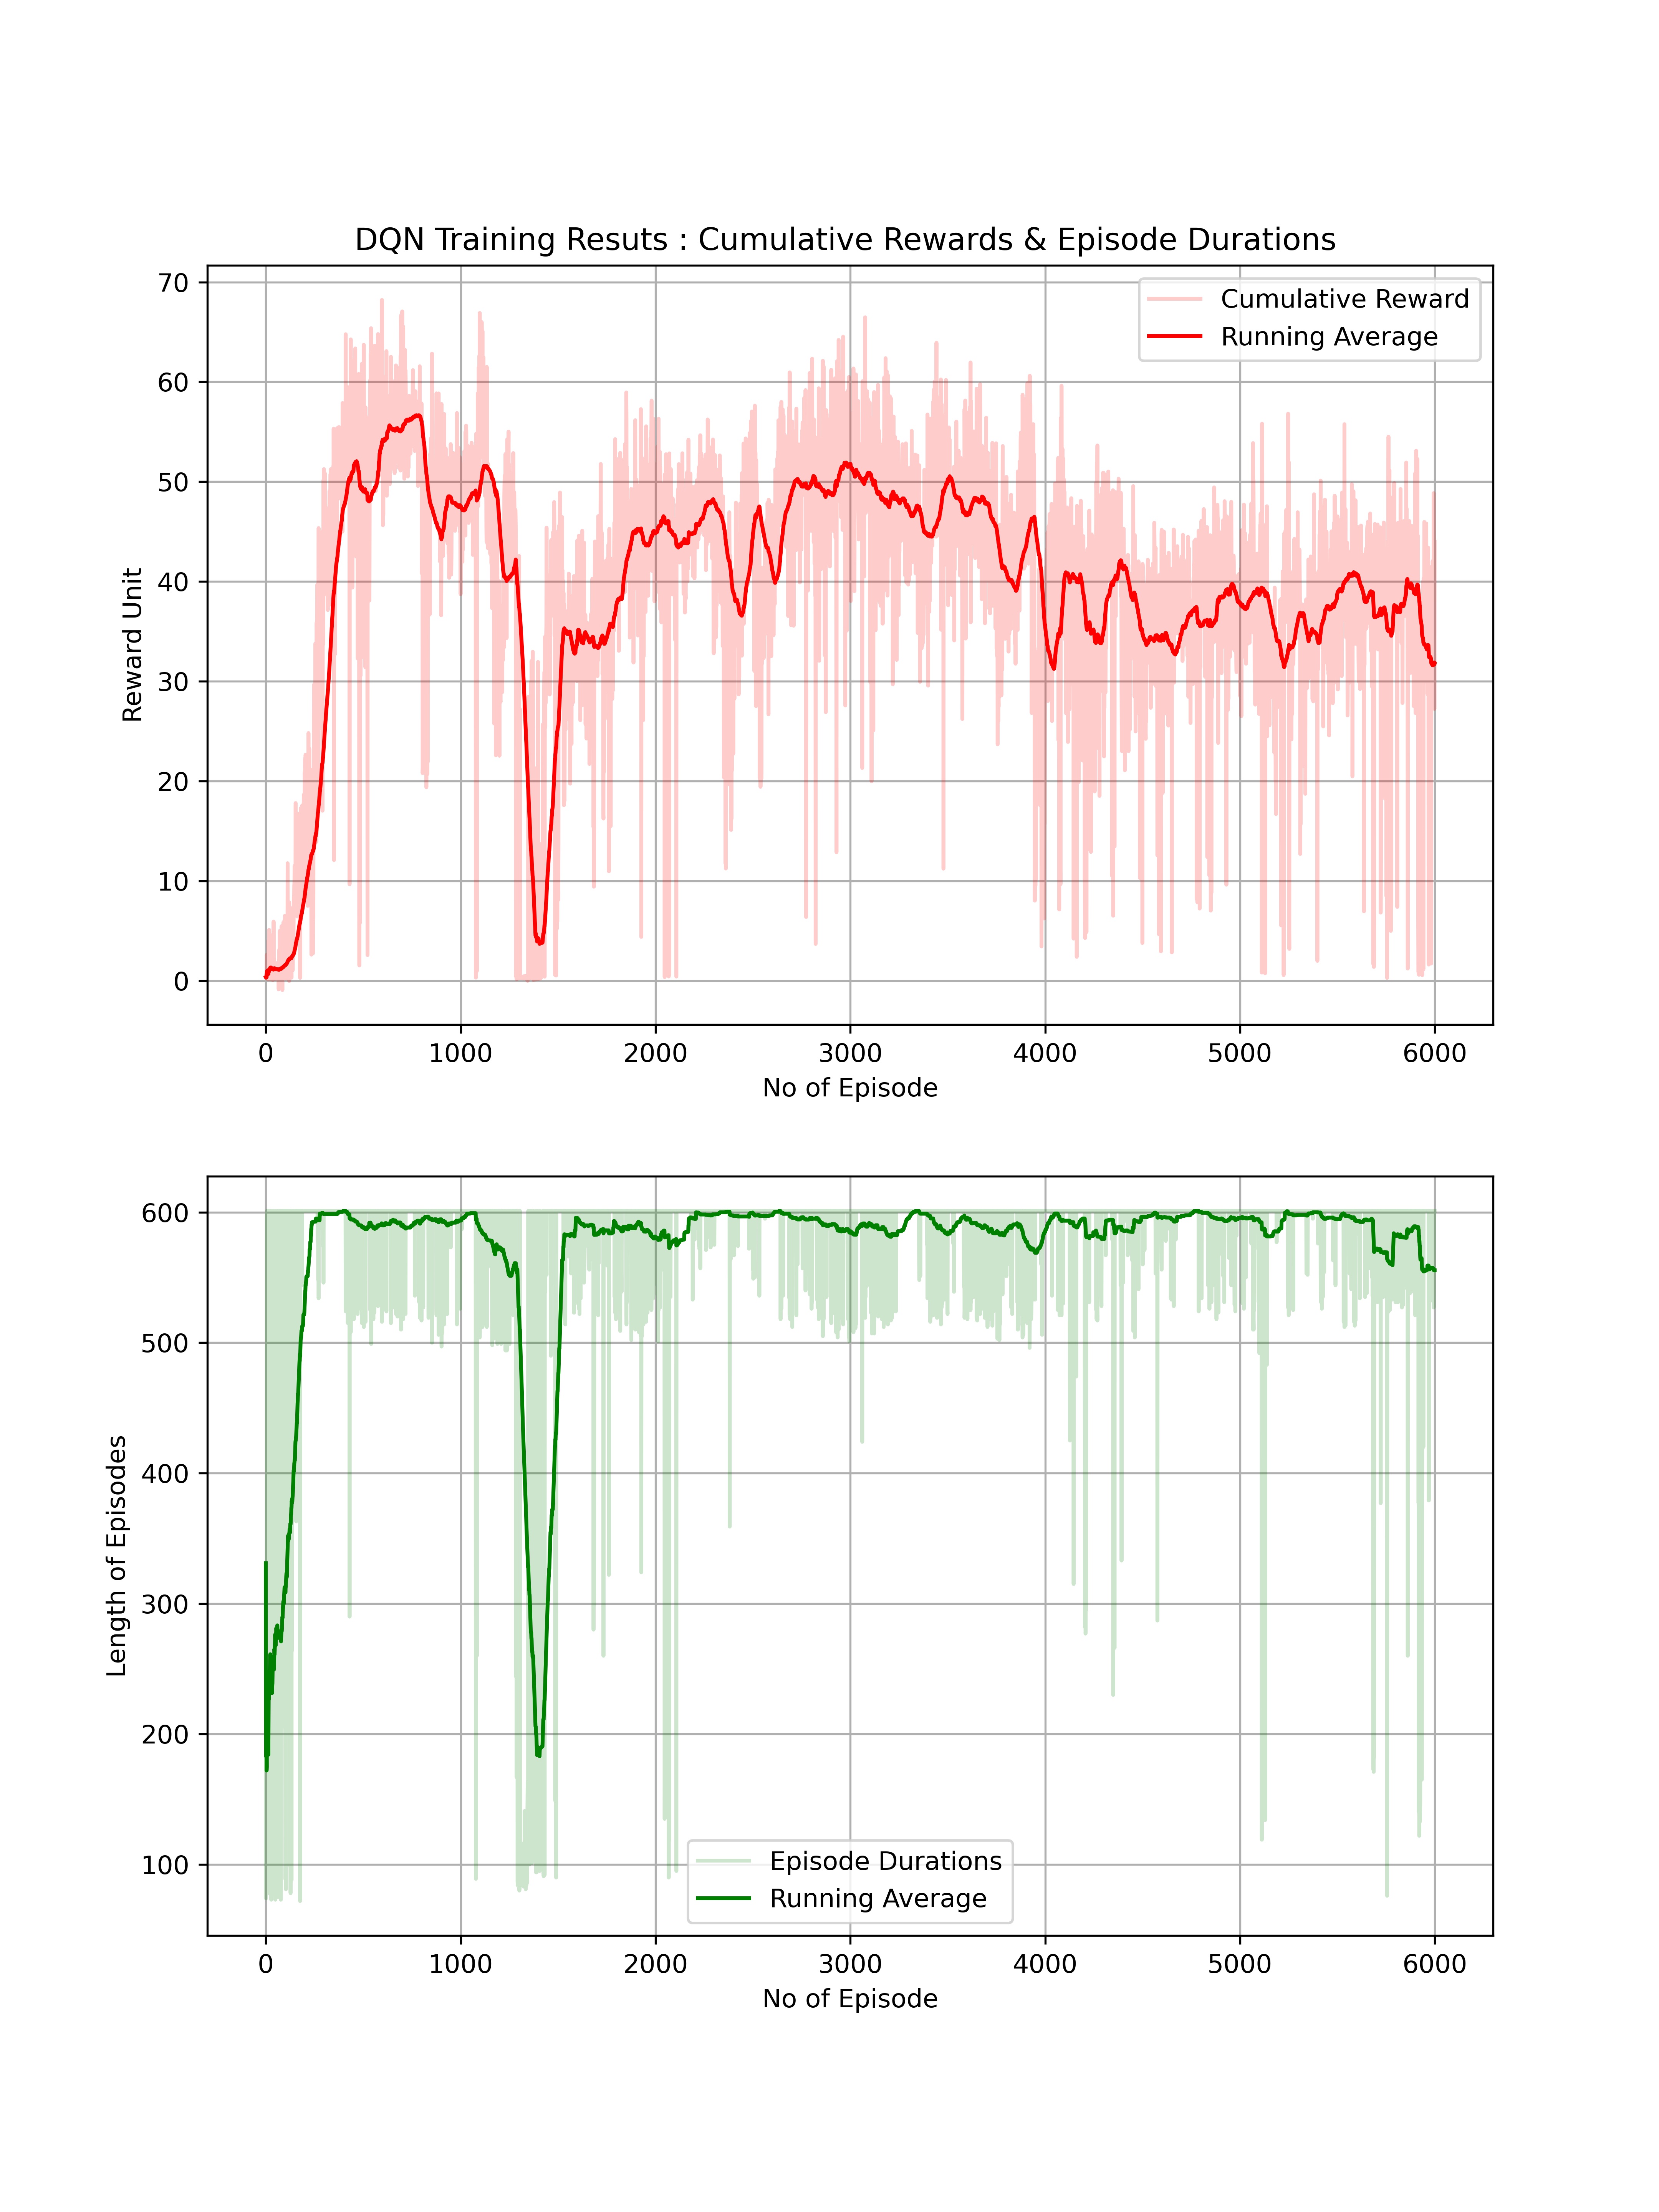 DQN Training Resuts : Cumulative Rewards & Episode Durations
70
60
50
40
30
20
10
0
Reward Unit
Cumulative Reward
Running Average
0 1000 2000 3000 4000 5000 6000
No of Episode
600
500
400
300
200
100
Length of Episodes
Episode Durations
Running Average
0 1000 2000 3000 4000 5000 6000
No of Episode